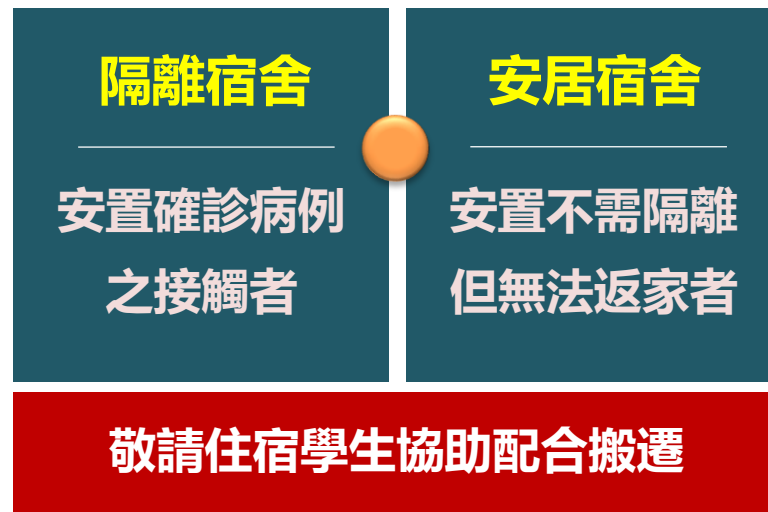 隔離宿舍
安置確診病例
之接觸者
安居宿舍
安置不需隔離
但無法返家者
敬請住宿學生協助配合搬遷